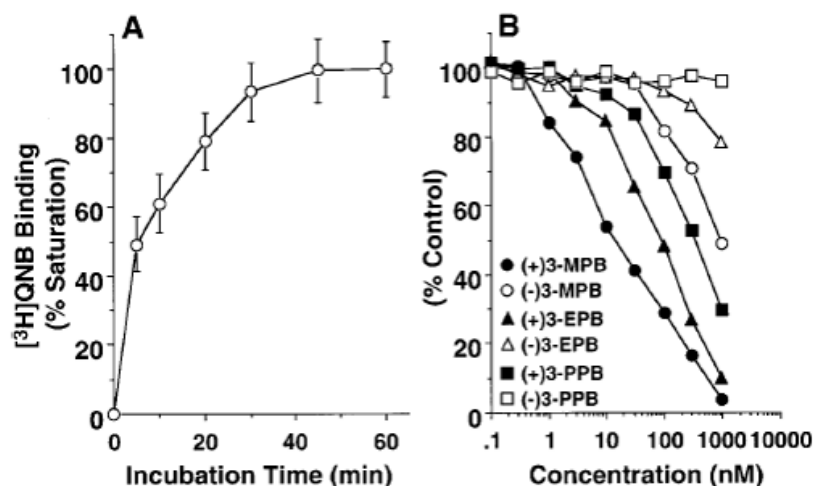 A
[³H]QNB Binding
(% Saturation)
100
80
60
40
20
0
0
20
40
60
Incubation Time (min)
B
(% Control)
100
80
60
40
20
0
(+)3-MPB
(-)3-MPB
(+)3-EPB
(-)3-EPB
(+)3-PPB
(-)3-PPB
.1
1
10
100
1000
10000
Concentration (nM)